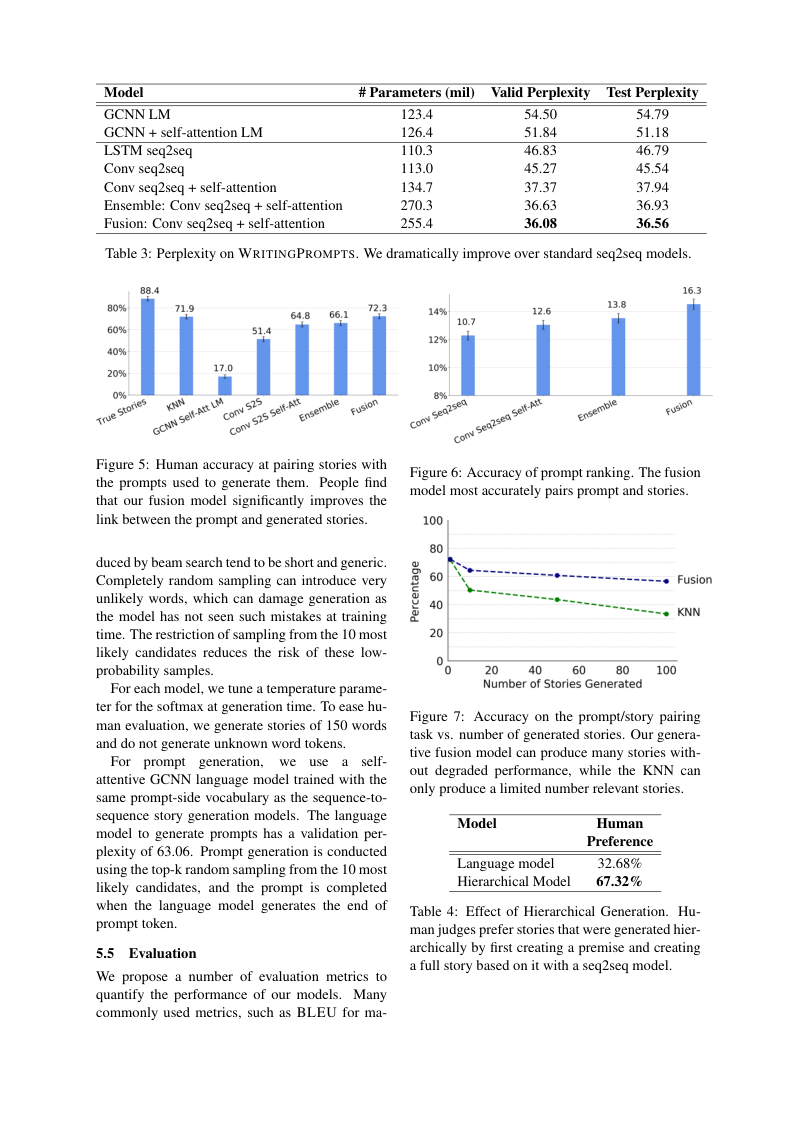 Model # Parameters (mil) Valid Perplexity Test Perplexity
GCNN LM 123.4 54.50 54.79
GCNN + self-attention LM 126.4 51.84 51.18
LSTM seq2seq 110.3 46.83 46.79
Conv seq2seq 113.0 45.27 45.54
Conv seq2seq + self-attention 134.7 37.37 37.94
Ensemble: Conv seq2seq + self-attention 270.3 36.63 36.93
Fusion: Conv seq2seq + self-attention 255.4 36.08 36.56
Table 3: Perplexity on WRITINGPROMPTS. We dramatically improve over standard seq2seq models.
88.4
71.9
17.0
51.4
64.8
66.1
72.3
80%
60%
40%
20%
0%
True Stories
KNN
GCNN Self-Att LM
Conv S2S
Conv S2S Self-Att
Ensemble
Fusion
Figure 5: Human accuracy at pairing stories with
the prompts used to generate them. People find
that our fusion model significantly improves the
link between the prompt and generated stories.
duced by beam search tend to be short and generic.
Completely random sampling can introduce very
unlikely words, which can damage generation as
the model has not seen such mistakes at training
time. The restriction of sampling from the 10 most
likely candidates reduces the risk of these low-
probability samples.
For each model, we tune a temperature parame-
ter for the softmax at generation time. To ease hu-
man evaluation, we generate stories of 150 words
and do not generate unknown word tokens.
For prompt generation, we use a self-
attentive GCNN language model trained with the
same prompt-side vocabulary as the sequence-to-
sequence story generation models. The language
model to generate prompts has a validation per-
plexity of 63.06. Prompt generation is conducted
using the top-k random sampling from the 10 most
likely candidates, and the prompt is completed
when the language model generates the end of
prompt token.
5.5 Evaluation
We propose a number of evaluation metrics to
quantify the performance of our models. Many
commonly used metrics, such as BLEU for ma-
10.7
12.6
13.8
16.3
14%
12%
10%
8%
Conv Seq2seq
Conv Seq2seq Self-Att
Ensemble
Fusion
Figure 6: Accuracy of prompt ranking. The fusion
model most accurately pairs prompt and stories.
100
80
60
40
20
0
Percentage
Fusion
KNN
0 20 40 60 80 100
Number of Stories Generated
Figure 7: Accuracy on the prompt/story pairing
task vs. number of generated stories. Our genera-
tive fusion model can produce many stories with-
out degraded performance, while the KNN can
only produce a limited number relevant stories.
Model Human
Preference
Language model 32.68%
Hierarchical Model 67.32%
Table 4: Effect of Hierarchical Generation. Hu-
man judges prefer stories that were generated hier-
archically by first creating a premise and creating
a full story based on it with a seq2seq model.